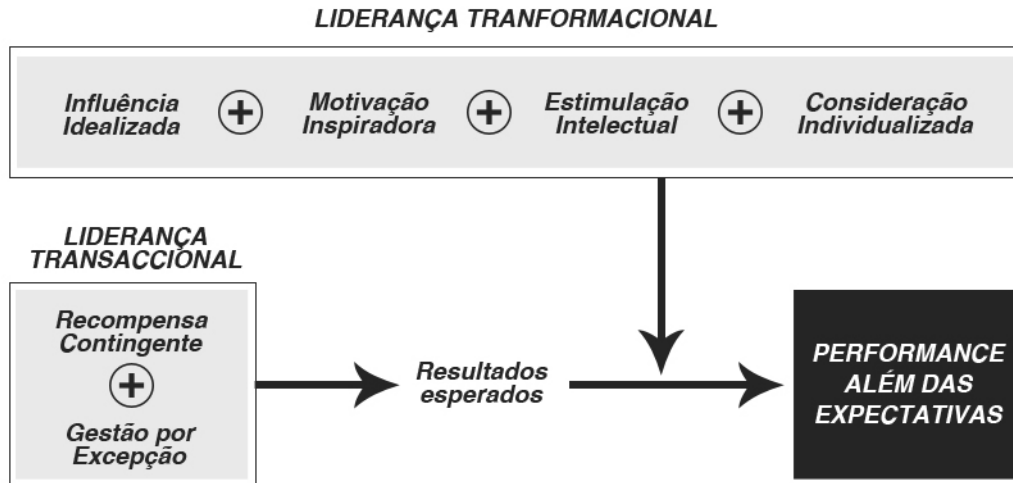 LIDERANÇA TRANFORMACIONAL
Influência
Idealizada
Motivação
Inspiradora
Estimulação
Intelectual
Consideração
Individualizada
LIDERANÇA
TRANSACCIONAL
Recompensa
Contingente
Gestão por
Excepção
Resultados
esperados
PERFORMANCE
ALÉM DAS
EXPECTATIVAS